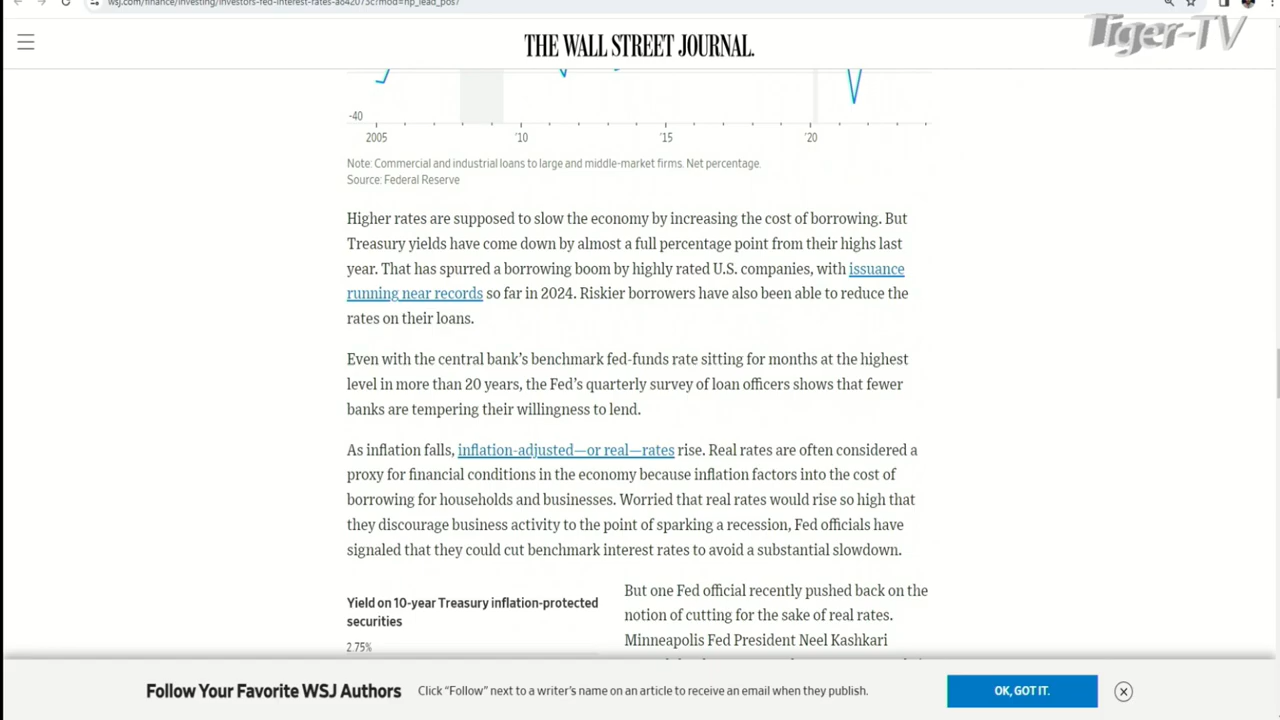 wsj.com/finance/investing/investors-fed-interest-rates-a642073c?mod=hp_lead_pos7
Tiger-TV
THE WALL STREET JOURNAL.
-40
2005 '10 '15 '20
Note: Commercial and industrial loans to large and middle-market firms. Net percentage.
Source: Federal Reserve
Higher rates are supposed to slow the economy by increasing the cost of borrowing. But
Treasury yields have come down by almost a full percentage point from their highs last
year. That has spurred a borrowing boom by highly rated U.S. companies, with issuance
running near records so far in 2024. Riskier borrowers have also been able to reduce the
rates on their loans.
Even with the central bank’s benchmark fed-funds rate sitting for months at the highest
level in more than 20 years, the Fed’s quarterly survey of loan officers shows that fewer
banks are tempering their willingness to lend.
As inflation falls, inflation-adjusted—or real—rates rise. Real rates are often considered a
proxy for financial conditions in the economy because inflation factors into the cost of
borrowing for households and businesses. Worried that real rates would rise so high that
they discourage business activity to the point of sparking a recession, Fed officials have
signaled that they could cut benchmark interest rates to avoid a substantial slowdown.
Yield on 10-year Treasury inflation-protected
securities
2.75%
But one Fed official recently pushed back on the
notion of cutting for the sake of real rates.
Minneapolis Fed President Neel Kashkari
Follow Your Favorite WSJ Authors
Click “Follow” next to a writer’s name on an article to receive an email when they publish.
OK, GOT IT.